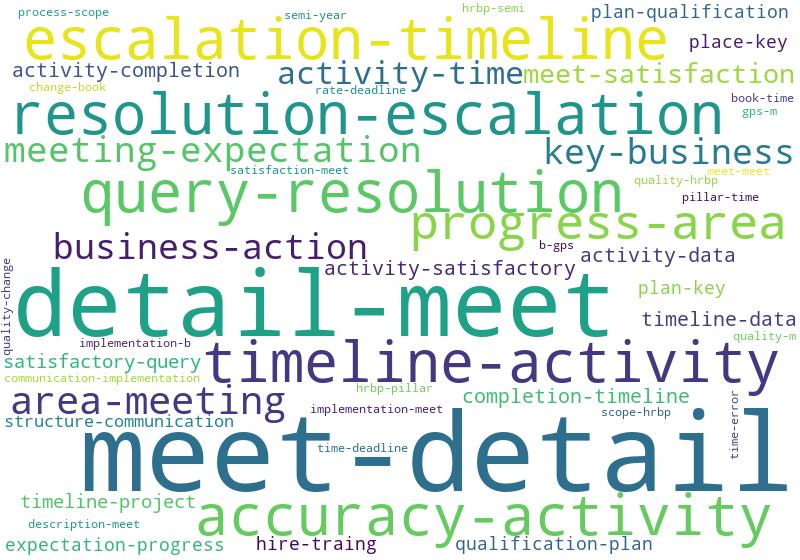 process-scope
semi-year
hrbp-semi
plan-qualification
escalation-timeline
place-key
activity-completion
activity-time
meet-satisfaction
change-book
rate-deadline
book-time
resolution-escalation
gps-m
meeting-expectation
key-business
satisfaction-meet
meet-meet
query-resolution
quality-hrbp
pillar-time
progress-area
business-action
b-gps
activity-data
activity-satisfactory
quality-change
detail-meet
plan-key
timeline-data
implementation-b
quality-m
satisfactory-query
timeline-activity
communication-implementation
hrbp-pillar
area-meeting
completion-timeline
implementation-meet
scope-hrbp
structure-communication
time-error
meet-detail
time-deadline
timeline-project
accuracy-activity
description-meet
expectation-progress
hire-traing
qualification-plan